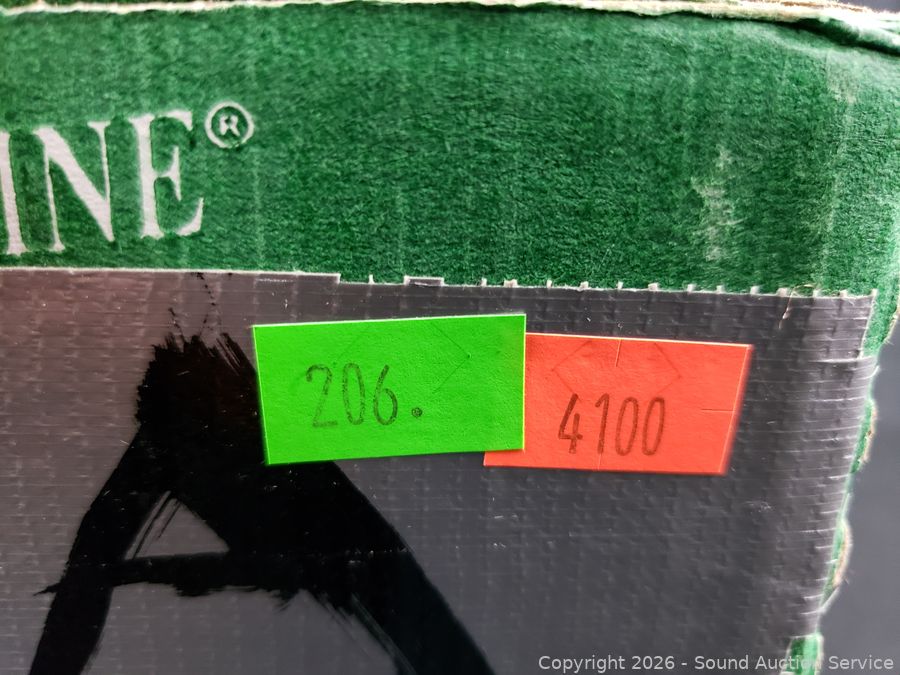 INE®
206.
4100
A
Copyright 2026 - Sound Auction Service